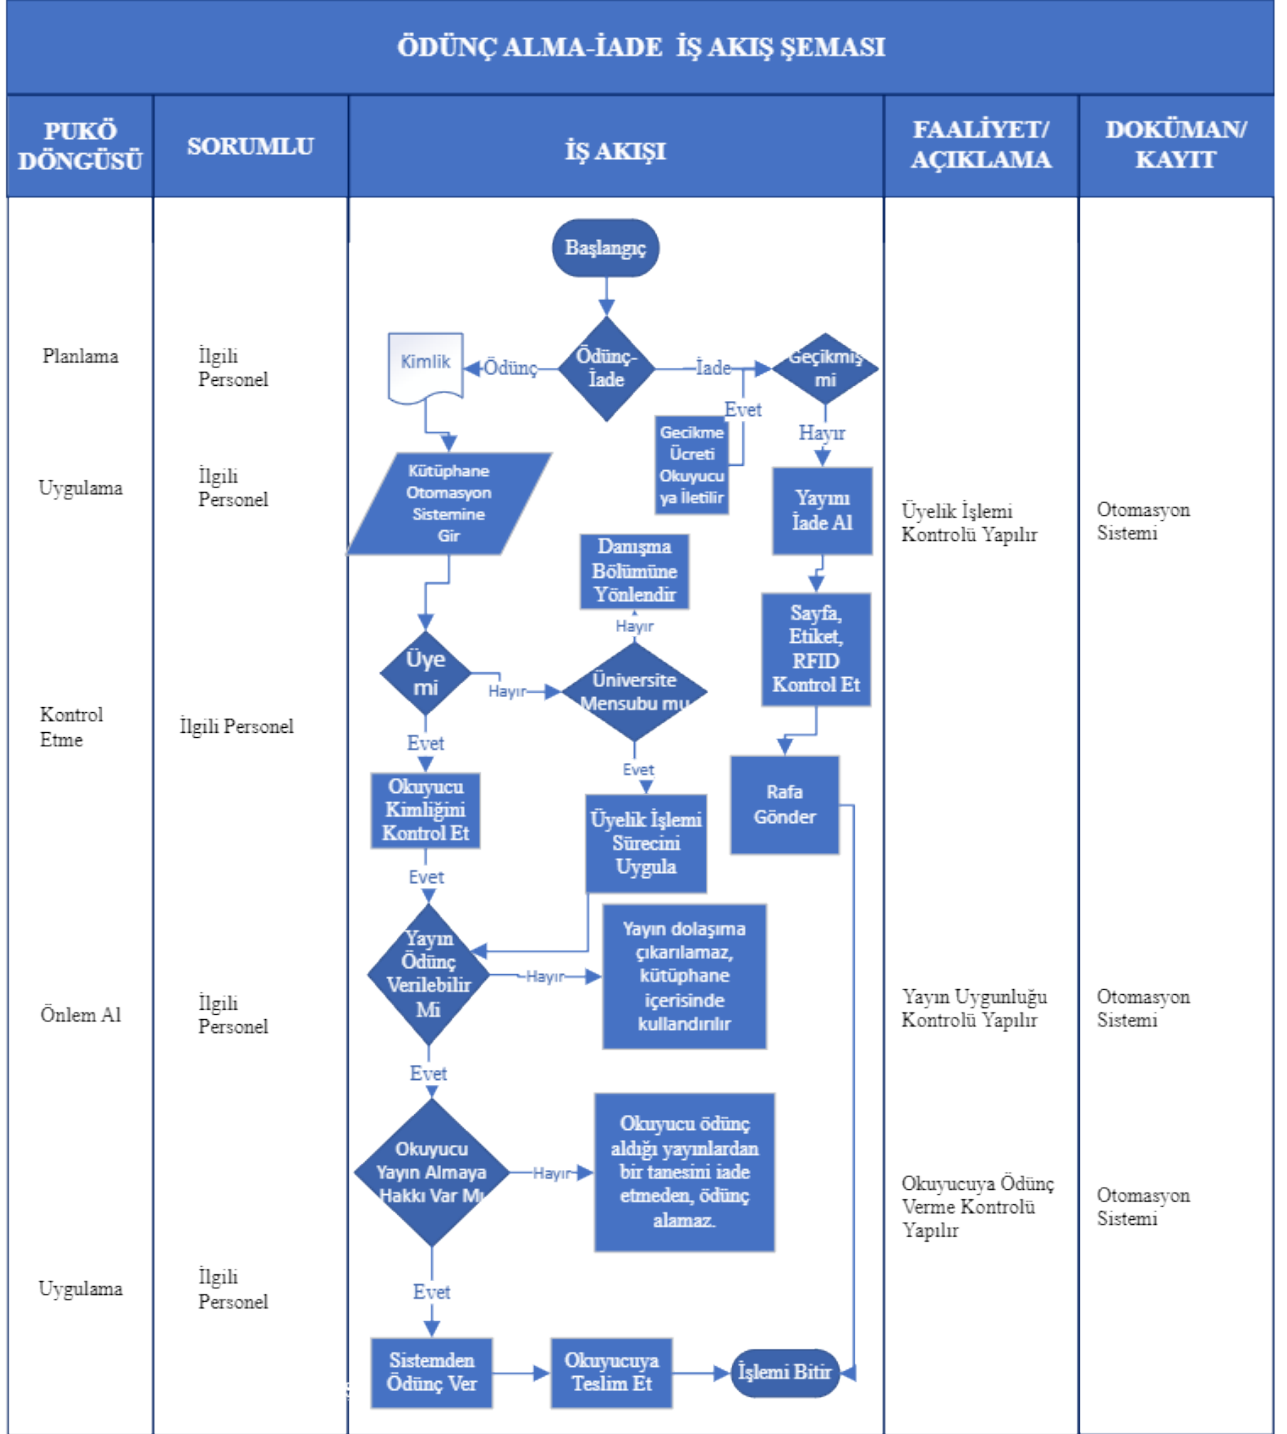 ÖDÜNÇ ALMA-İADE İŞ AKIŞ ŞEMASI
PUKÖ
DÖNGÜSÜ
SORUMLU
İŞ AKIŞI
FAALİYET/
AÇIKLAMA
DOKÜMAN/
KAYIT
Başlangıç
Planlama
İlgili
Personel
Kimlik
Ödünç
Ödünç-
İade
İade
Geçikmiş
mi
Evet
Hayır
Gecikme
Ücreti
Okuyucu
ya İletilir
Uygulama
İlgili
Personel
Kütüphane
Otomasyon
Sistemine
Gir
Yayını
İade Al
Üyelik İşlemi
Kontrolü Yapılır
Otomasyon
Sistemi
Danışma
Bölümüne
Yönlendir
Hayır
Sayfa,
Etiket,
RFID
Kontrol Et
Kontrol
Etme
İlgili Personel
Üye
mi
Hayır
Üniversite
Mensubu mu
Evet
Evet
Okuyucu
Kimliğini
Kontrol Et
Üyelik İşlemi
Sürecini
Uygula
Rafa
Gönder
Evet
Önlem Al
İlgili
Personel
Yayın
Ödünç
Verilebilir
Mi
Hayır
Yayın dolaşıma
çıkarılamaz,
kütüphane
içerisinde
kullandırılır
Yayın Uygunluğu
Kontrolü Yapılır
Otomasyon
Sistemi
Evet
Okuyucu
Yayın Almaya
Hakkı Var Mı
Hayır
Okuyucu ödünç
aldığı yayınlardan
bir tanesini iade
etmeden, ödünç
alamaz.
Okuyucuya Ödünç
Verme Kontrolü
Yapılır
Otomasyon
Sistemi
Uygulama
İlgili
Personel
Evet
Sistemden
Ödünç Ver
Okuyucuya
Teslim Et
İşlemi Bitir